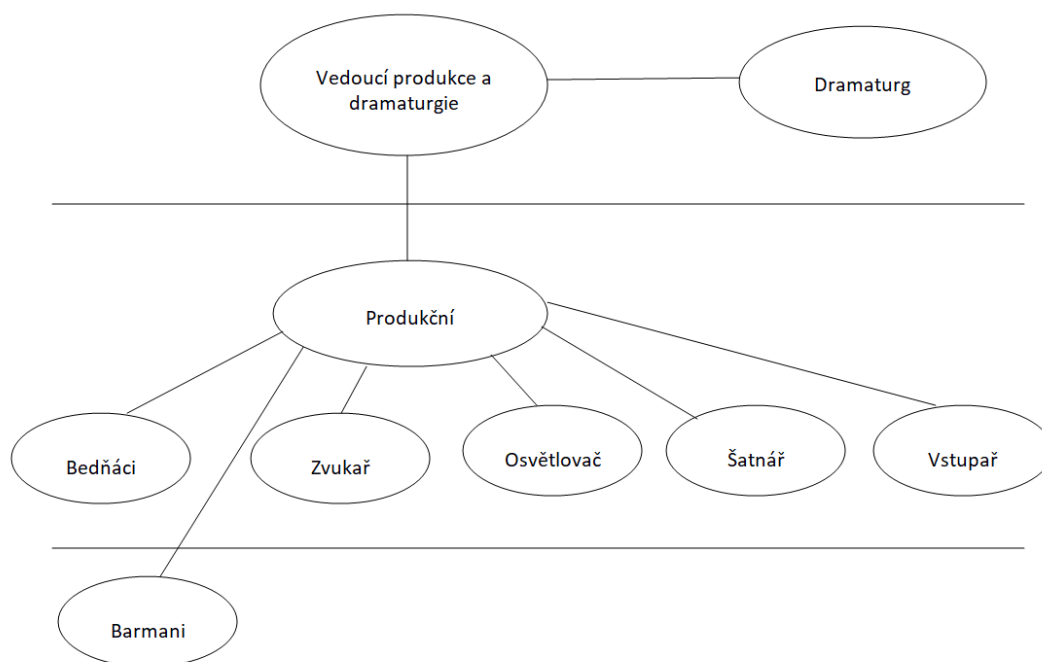 Vedoucí produkce a
dramaturgie
Dramaturg
Produkční
Bedňáci
Zvukař
Osvětlovač
Šatnář
Vstupař
Barmani